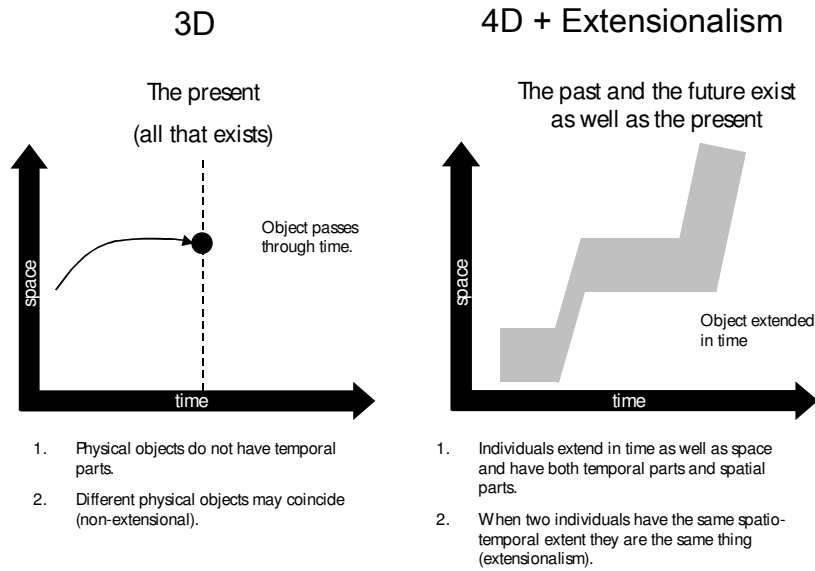 3D
The present
(all that exists)
Object passes
through time.
space
time
1. Physical objects do not have temporal
parts.
2. Different physical objects may coincide
(non-extensional).
4D + Extensionalism
The past and the future exist
as well as the present
space
Object extended
in time
time
1. Individuals extend in time as well as space
and have both temporal parts and spatial
parts.
2. When two individuals have the same spatio-
temporal extent they are the same thing
(extensionalism).